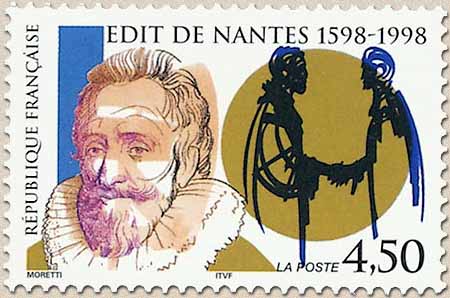 EDIT DE NANTES 1598-1998
RÉPUBLIQUE FRANÇAISE
LA POSTE 4,50
MORETTI
ITVF